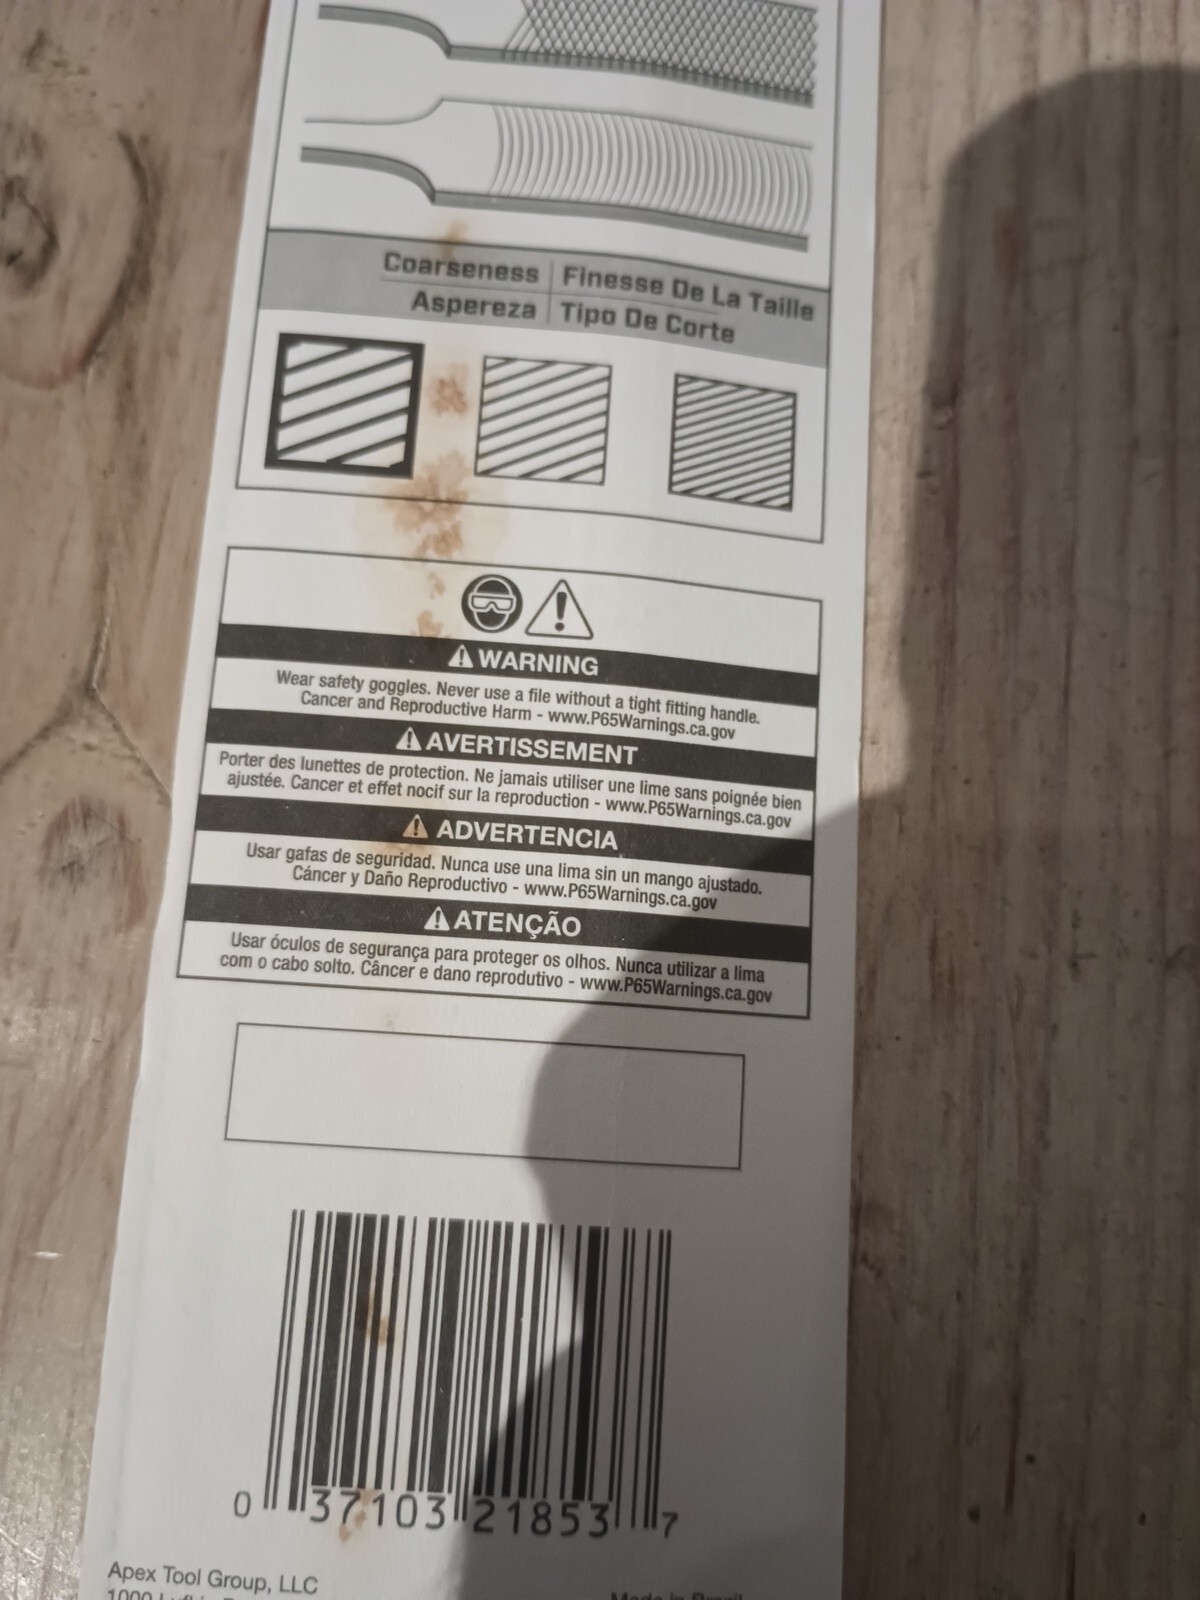 Coarseness | Finesse De La Taille
Aspereza | Tipo De Corte
WARNING
Wear safety goggles. Never use a file without a tight fitting handle.
Cancer and Reproductive Harm - www.P65Warnings.ca.gov
AVERTISSEMENT
Porter des lunettes de protection. Ne jamais utiliser une lime sans poignée bien
ajustée. Cancer et effet nocif sur la reproduction - www.P65Warnings.ca.gov
ADVERTENCIA
Usar gafas de seguridad. Nunca use una lima sin un mango ajustado.
Cáncer y Daño Reproductivo - www.P65Warnings.ca.gov
ATENÇÃO
Usar óculos de segurança para proteger os olhos. Nunca utilizar a lima
com o cabo solto. Câncer e dano reprodutivo - www.P65Warnings.ca.gov
0 37103 21853 7
Apex Tool Group, LLC
1000
Made in Brazil